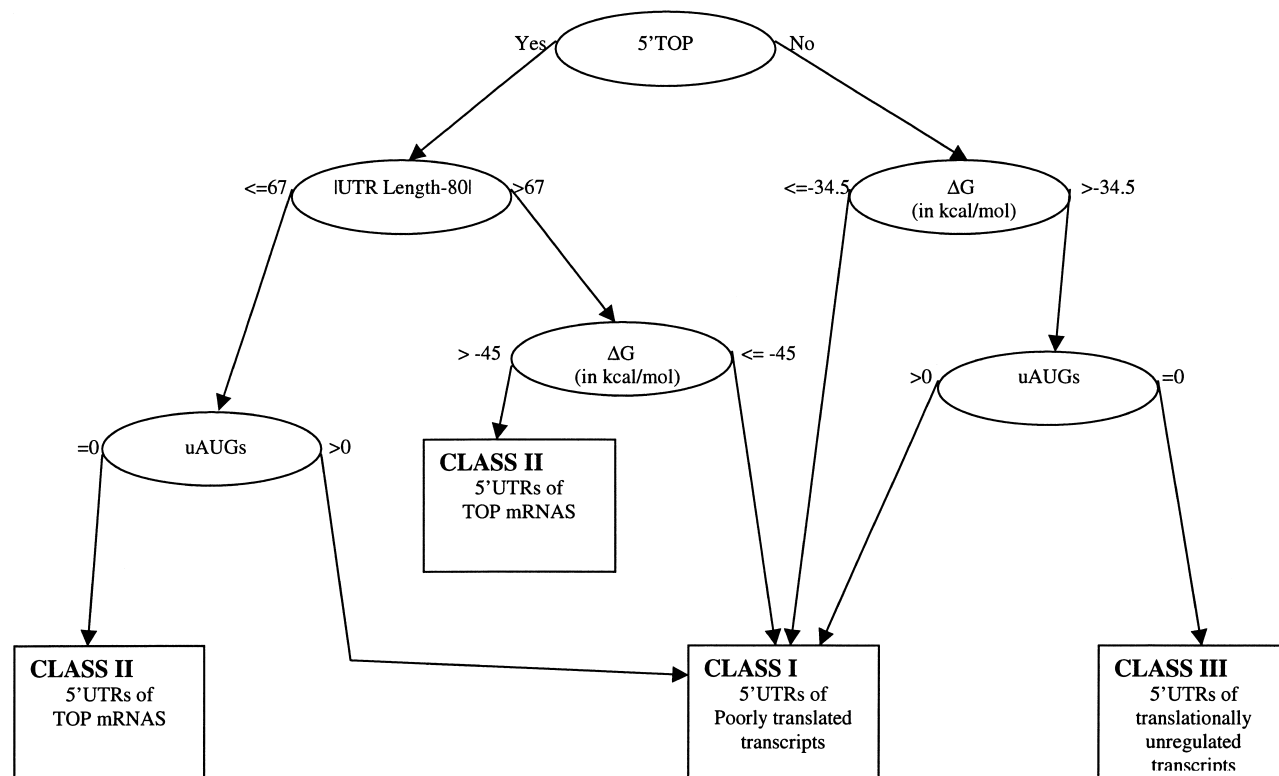 5'TOP
Yes
No
|UTR Length-80|
<=67
>67
ΔG
(in kcal/mol)
<=-34.5
>-34.5
ΔG
(in kcal/mol)
> -45
<= -45
uAUGs
>0
=0
uAUGs
=0
>0
CLASS II
5'UTRs of
TOP mRNAS
CLASS II
5'UTRs of
TOP mRNAS
CLASS I
5'UTRs of
Poorly translated
transcripts
CLASS III
5'UTRs of
translationally
unregulated
transcripts